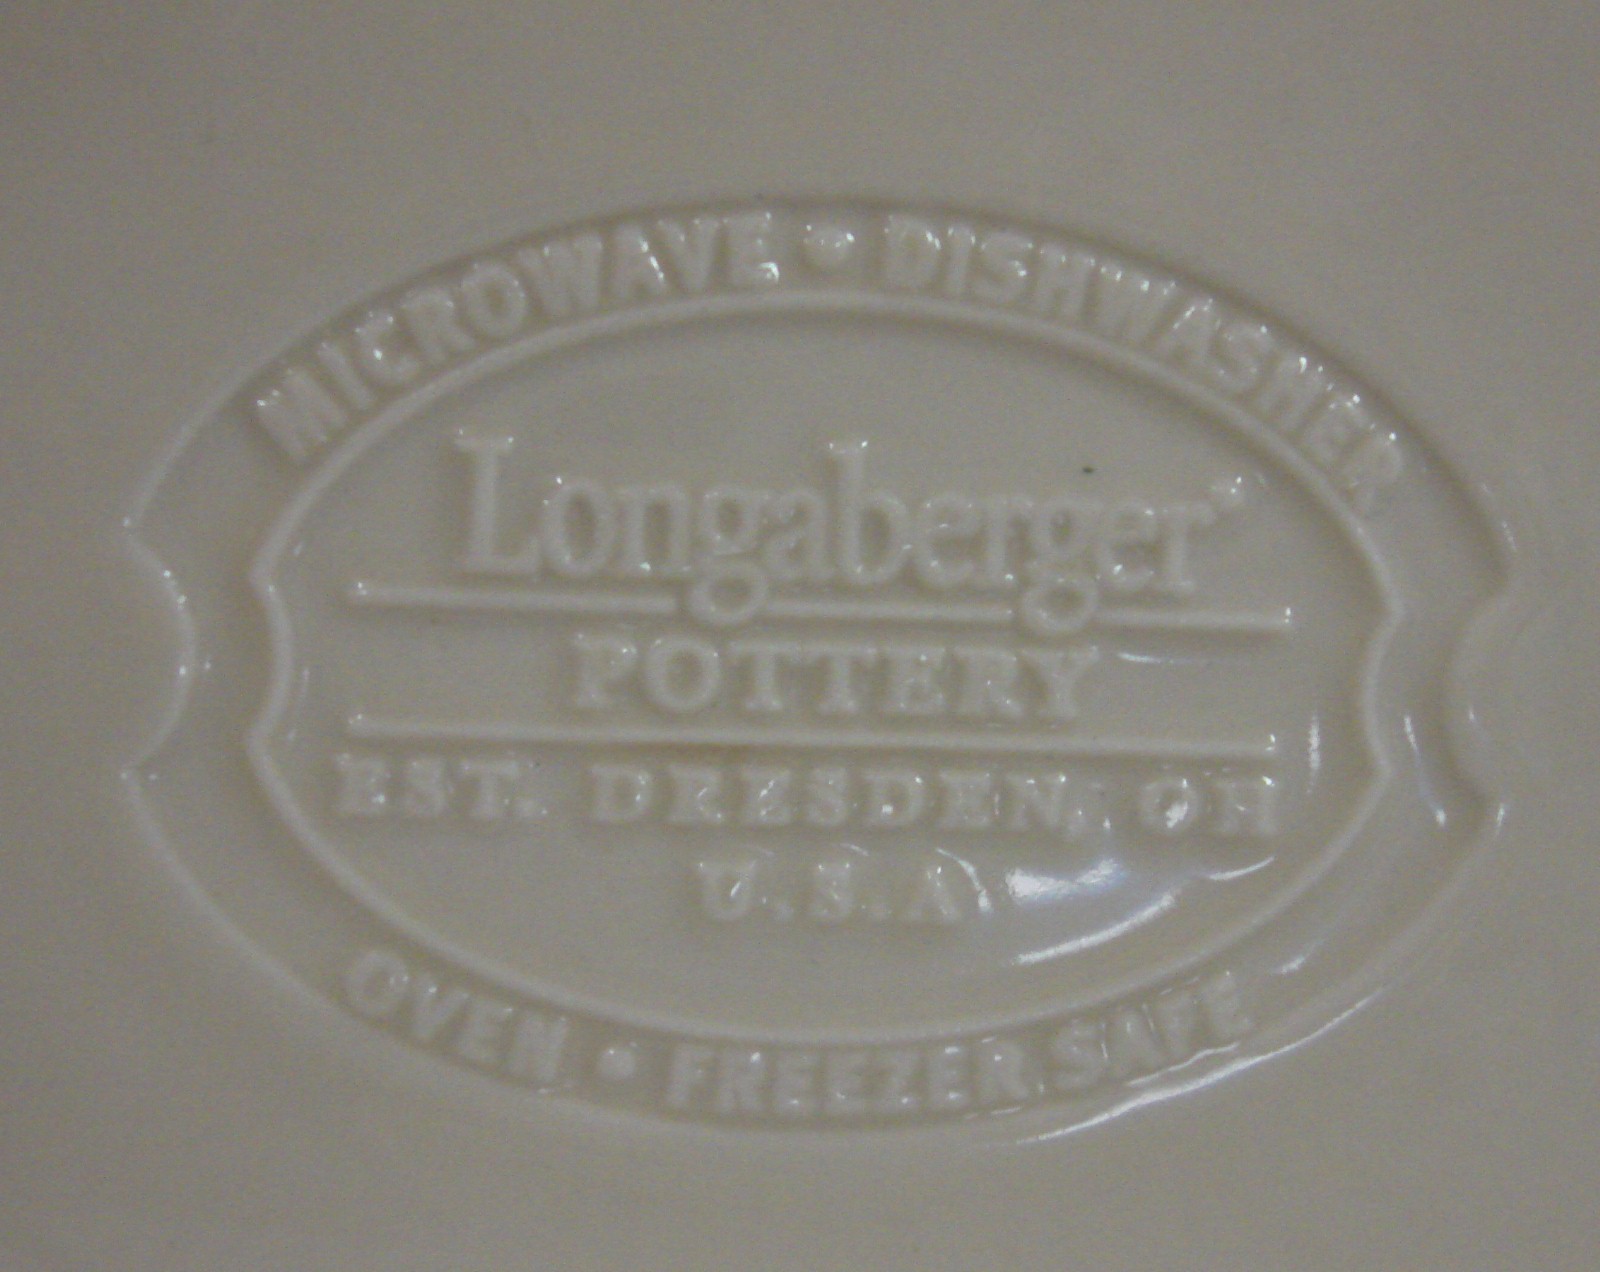 MICROWAVE • DISHWASHER
Longaberger
POTTERY
EST. DRESDEN, OH
U.S.A
OVEN • FREEZER SAFE